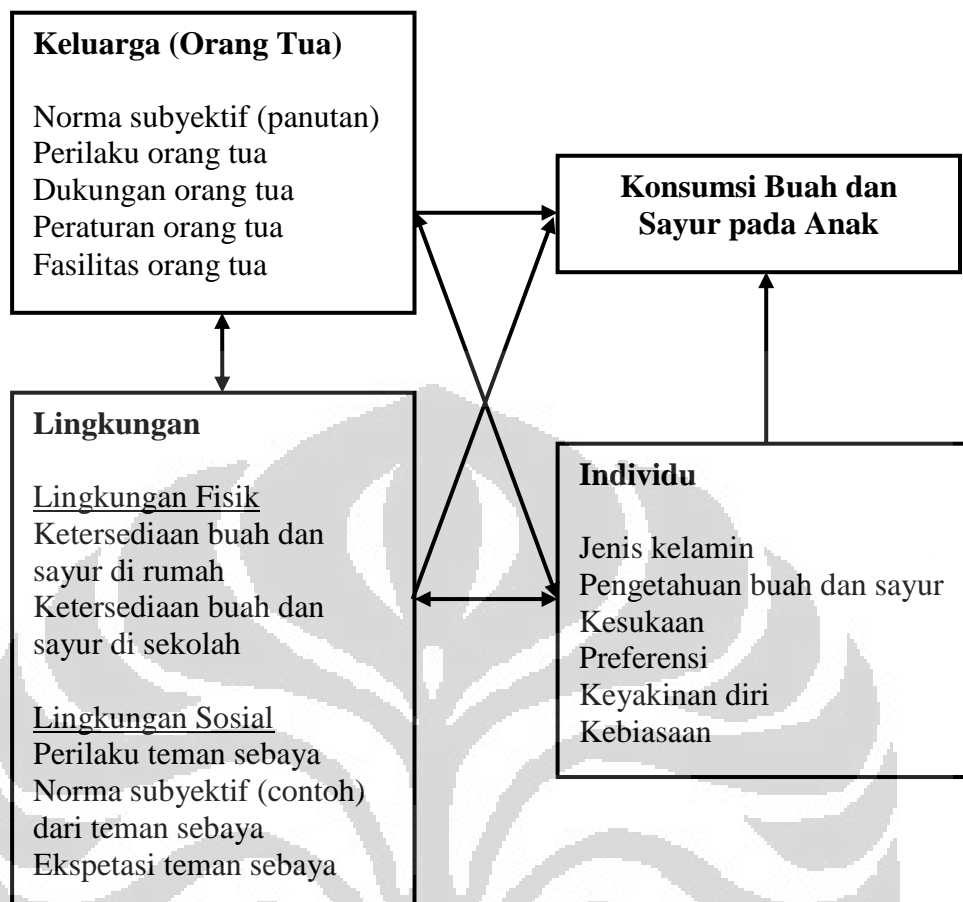 Keluarga (Orang Tua)
Norma subyektif (panutan)
Perilaku orang tua
Dukungan orang tua
Peraturan orang tua
Fasilitas orang tua
Konsumsi Buah dan
Sayur pada Anak
Lingkungan
Lingkungan Fisik
Ketersediaan buah dan
sayur di rumah
Ketersediaan buah dan
sayur di sekolah
Lingkungan Sosial
Perilaku teman sebaya
Norma subyektif (contoh)
dari teman sebaya
Ekspetasi teman sebaya
Individu
Jenis kelamin
Pengetahuan buah dan sayur
Kesukaan
Preferensi
Keyakinan diri
Kebiasaan